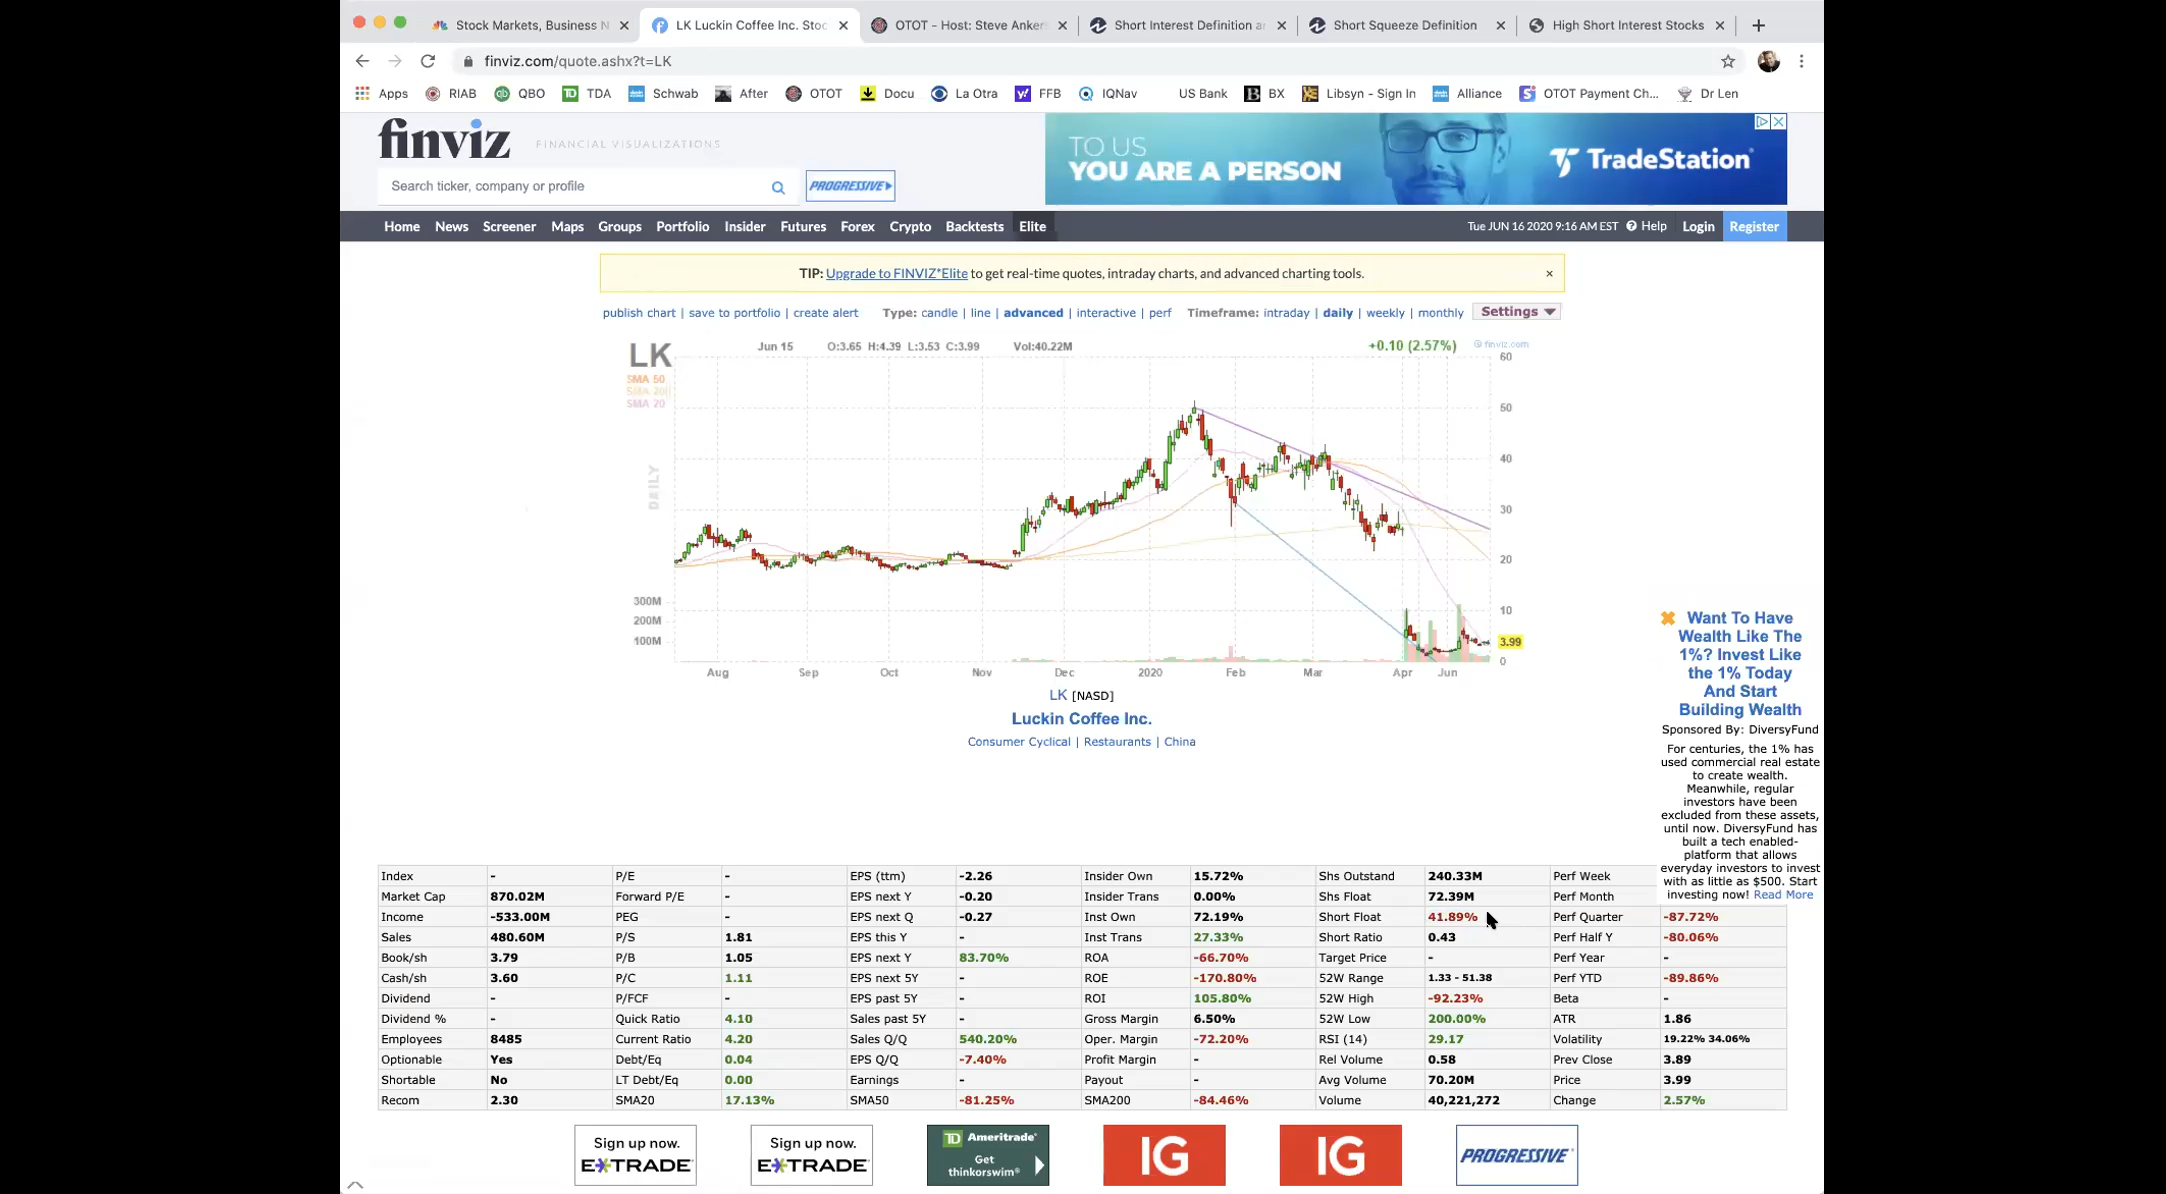 Stock Markets, Business N
LK Luckin Coffee Inc. Stoc
OTOT - Host: Steve Anker
Short Interest Definition a
Short Squeeze Definition
High Short Interest Stocks
finviz.com/quote.ashx?t=LK
Apps RIAB QBO TDA Schwab After OTOT Docu La Otra FFB IQNav US Bank BX Libsyn - Sign In Alliance OTOT Payment Ch... Dr Len
finviz FINANCIAL VISUALIZATIONS
TO US
YOU ARE A PERSON
TradeStation
Search ticker, company or profile
PROGRESSIVE
Home News Screener Maps Groups Portfolio Insider Futures Forex Crypto Backtests Elite
Tue JUN 16 2020 9:16 AM EST Help Login Register
TIP: Upgrade to FINVIZ*Elite to get real-time quotes, intraday charts, and advanced charting tools. ×
publish chart | save to portfolio | create alert Type: candle | line | advanced | interactive | perf Timeframe: intraday | daily | weekly | monthly Settings
LK Jun 15 O:3.65 H:4.39 L:3.53 C:3.99 Vol:40.22M +0.10 (2.57%) © finviz.com
SMA 50
SMA 200
SMA 20
DAILY
60
50
40
30
20
10
0
3.99
300M
200M
100M
Aug Sep Oct Nov Dec 2020 Feb Mar Apr Jun
LK [NASD]
Luckin Coffee Inc.
Consumer Cyclical | Restaurants | China
Want To Have
Wealth Like The
1%? Invest Like
the 1% Today
And Start
Building Wealth
Sponsored By: DiversyFund
For centuries, the 1% has
used commercial real estate
to create wealth.
Meanwhile, regular
investors have been
excluded from these assets,
until now. DiversyFund has
built a tech enabled-
platform that allows
everyday investors to invest
with as little as $500. Start
investing now! Read More
Index - P/E - EPS (ttm) -2.26 Insider Own 15.72% Shs Outstand 240.33M Perf Week
Market Cap 870.02M Forward P/E - EPS next Y -0.20 Insider Trans 0.00% Shs Float 72.39M Perf Month
Income -533.00M PEG - EPS next Q -0.27 Inst Own 72.19% Short Float 41.89% Perf Quarter -87.72%
Sales 480.60M P/S 1.81 EPS this Y - Inst Trans 27.33% Short Ratio 0.43 Perf Half Y -80.06%
Book/sh 3.79 P/B 1.05 EPS next Y 83.70% ROA -66.70% Target Price - Perf Year -
Cash/sh 3.60 P/C 1.11 EPS next 5Y - ROE -170.80% 52W Range 1.33 - 51.38 Perf YTD -89.86%
Dividend - P/FCF - EPS past 5Y - ROI 105.80% 52W High -92.23% Beta -
Dividend % - Quick Ratio 4.10 Sales past 5Y - Gross Margin 6.50% 52W Low 200.00% ATR 1.86
Employees 8485 Current Ratio 4.20 Sales Q/Q 540.20% Oper. Margin -72.20% RSI (14) 29.17 Volatility 19.22% 34.06%
Optionable Yes Debt/Eq 0.04 EPS Q/Q -7.40% Profit Margin - Rel Volume 0.58 Prev Close 3.89
Shortable No LT Debt/Eq 0.00 Earnings - Payout - Avg Volume 70.20M Price 3.99
Recom 2.30 SMA20 17.13% SMA50 -81.25% SMA200 -84.46% Volume 40,221,272 Change 2.57%
Sign up now.
E*TRADE
Sign up now.
E*TRADE
TD Ameritrade
Get
thinkorswim®
IG
IG
PROGRESSIVE